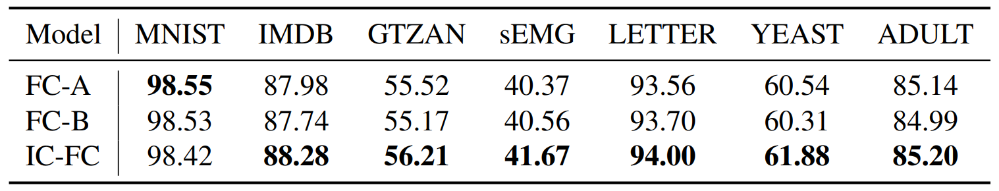 Model MNIST IMDB GTZAN sEMG LETTER YEAST ADULT
FC-A 98.55 87.98 55.52 40.37 93.56 60.54 85.14
FC-B 98.53 87.74 55.17 40.56 93.70 60.31 84.99
IC-FC 98.42 88.28 56.21 41.67 94.00 61.88 85.20